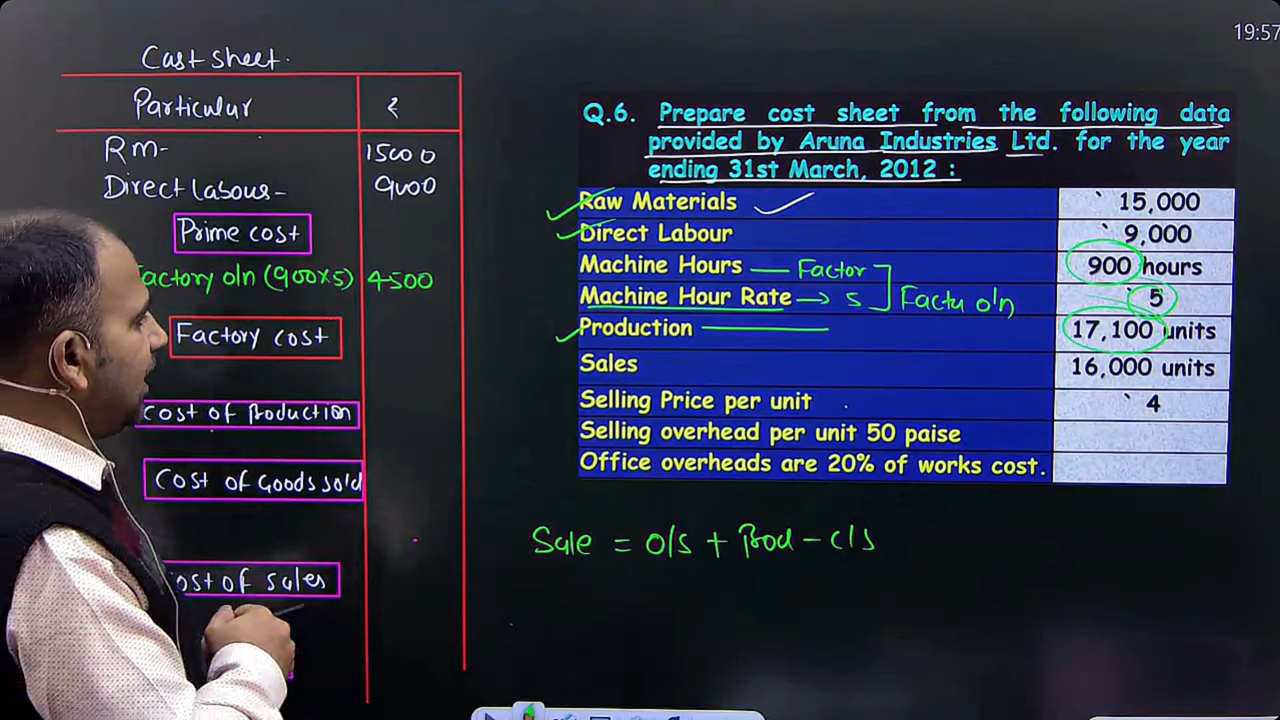 19:57
Cast sheet.
Particular ₹
RM- 15000
Direct Labour- 9000
Prime cost
Factory o/n (900x5) 4500
Factory cost
cost of Production
Cost of Goods sold
cost of sales
Q.6. Prepare cost sheet from the following data
provided by Aruna Industries Ltd. for the year
ending 31st March, 2012 :
Raw Materials ` 15,000
Direct Labour ` 9,000
Machine Hours — Factor 900 hours
Machine Hour Rate → 5 Factu o/n ` 5
Production 17,100 units
Sales 16,000 units
Selling Price per unit ` 4
Selling overhead per unit 50 paise
Office overheads are 20% of works cost.
Sale = o/s + Prod - c/s